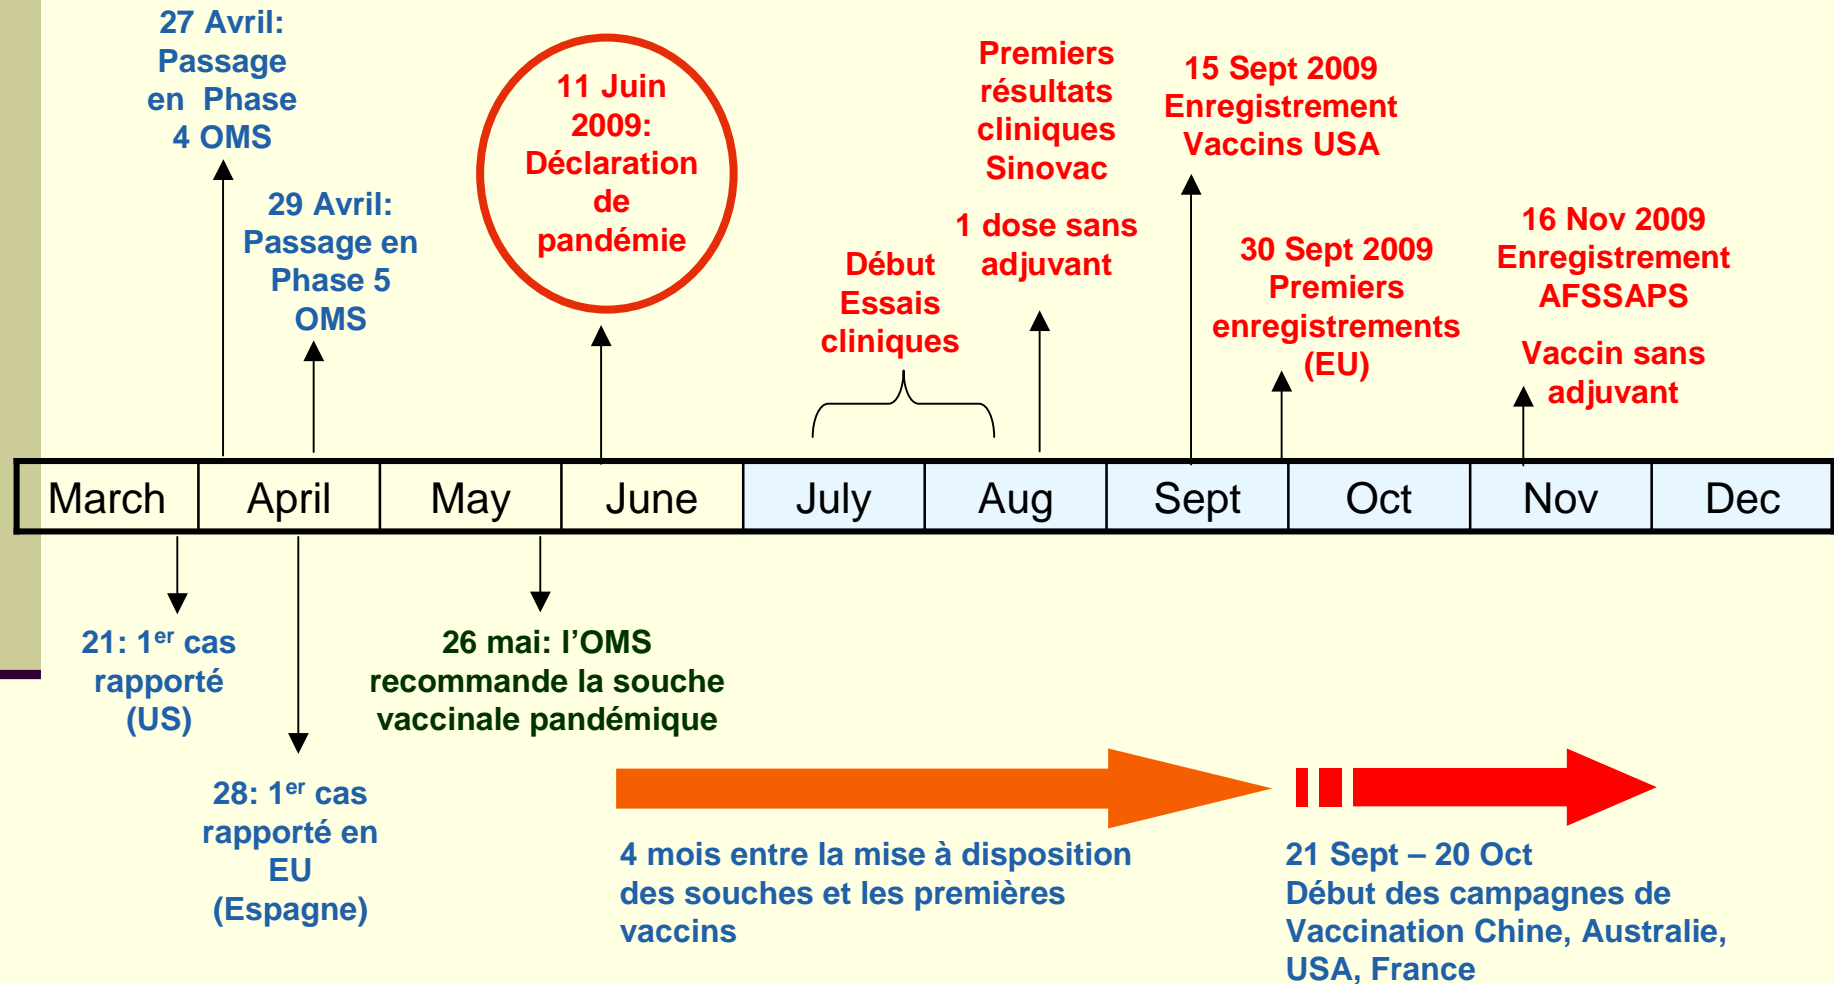 27 Avril:
Passage
en Phase
4 OMS
29 Avril:
Passage en
Phase 5
OMS
11 Juin
2009:
Déclaration
de
pandémie
Début
Essais
cliniques
Premiers
résultats
cliniques
Sinovac
1 dose sans
adjuvant
15 Sept 2009
Enregistrement
Vaccins USA
30 Sept 2009
Premiers
enregistrements
(EU)
16 Nov 2009
Enregistrement
AFSSAPS
Vaccin sans
adjuvant
March April May June July Aug Sept Oct Nov Dec
21: 1er cas
rapporté
(US)
28: 1er cas
rapporté en
EU
(Espagne)
26 mai: l’OMS
recommande la souche
vaccinale pandémique
4 mois entre la mise à disposition
des souches et les premières
vaccins
21 Sept – 20 Oct
Début des campagnes de
Vaccination Chine, Australie,
USA, France